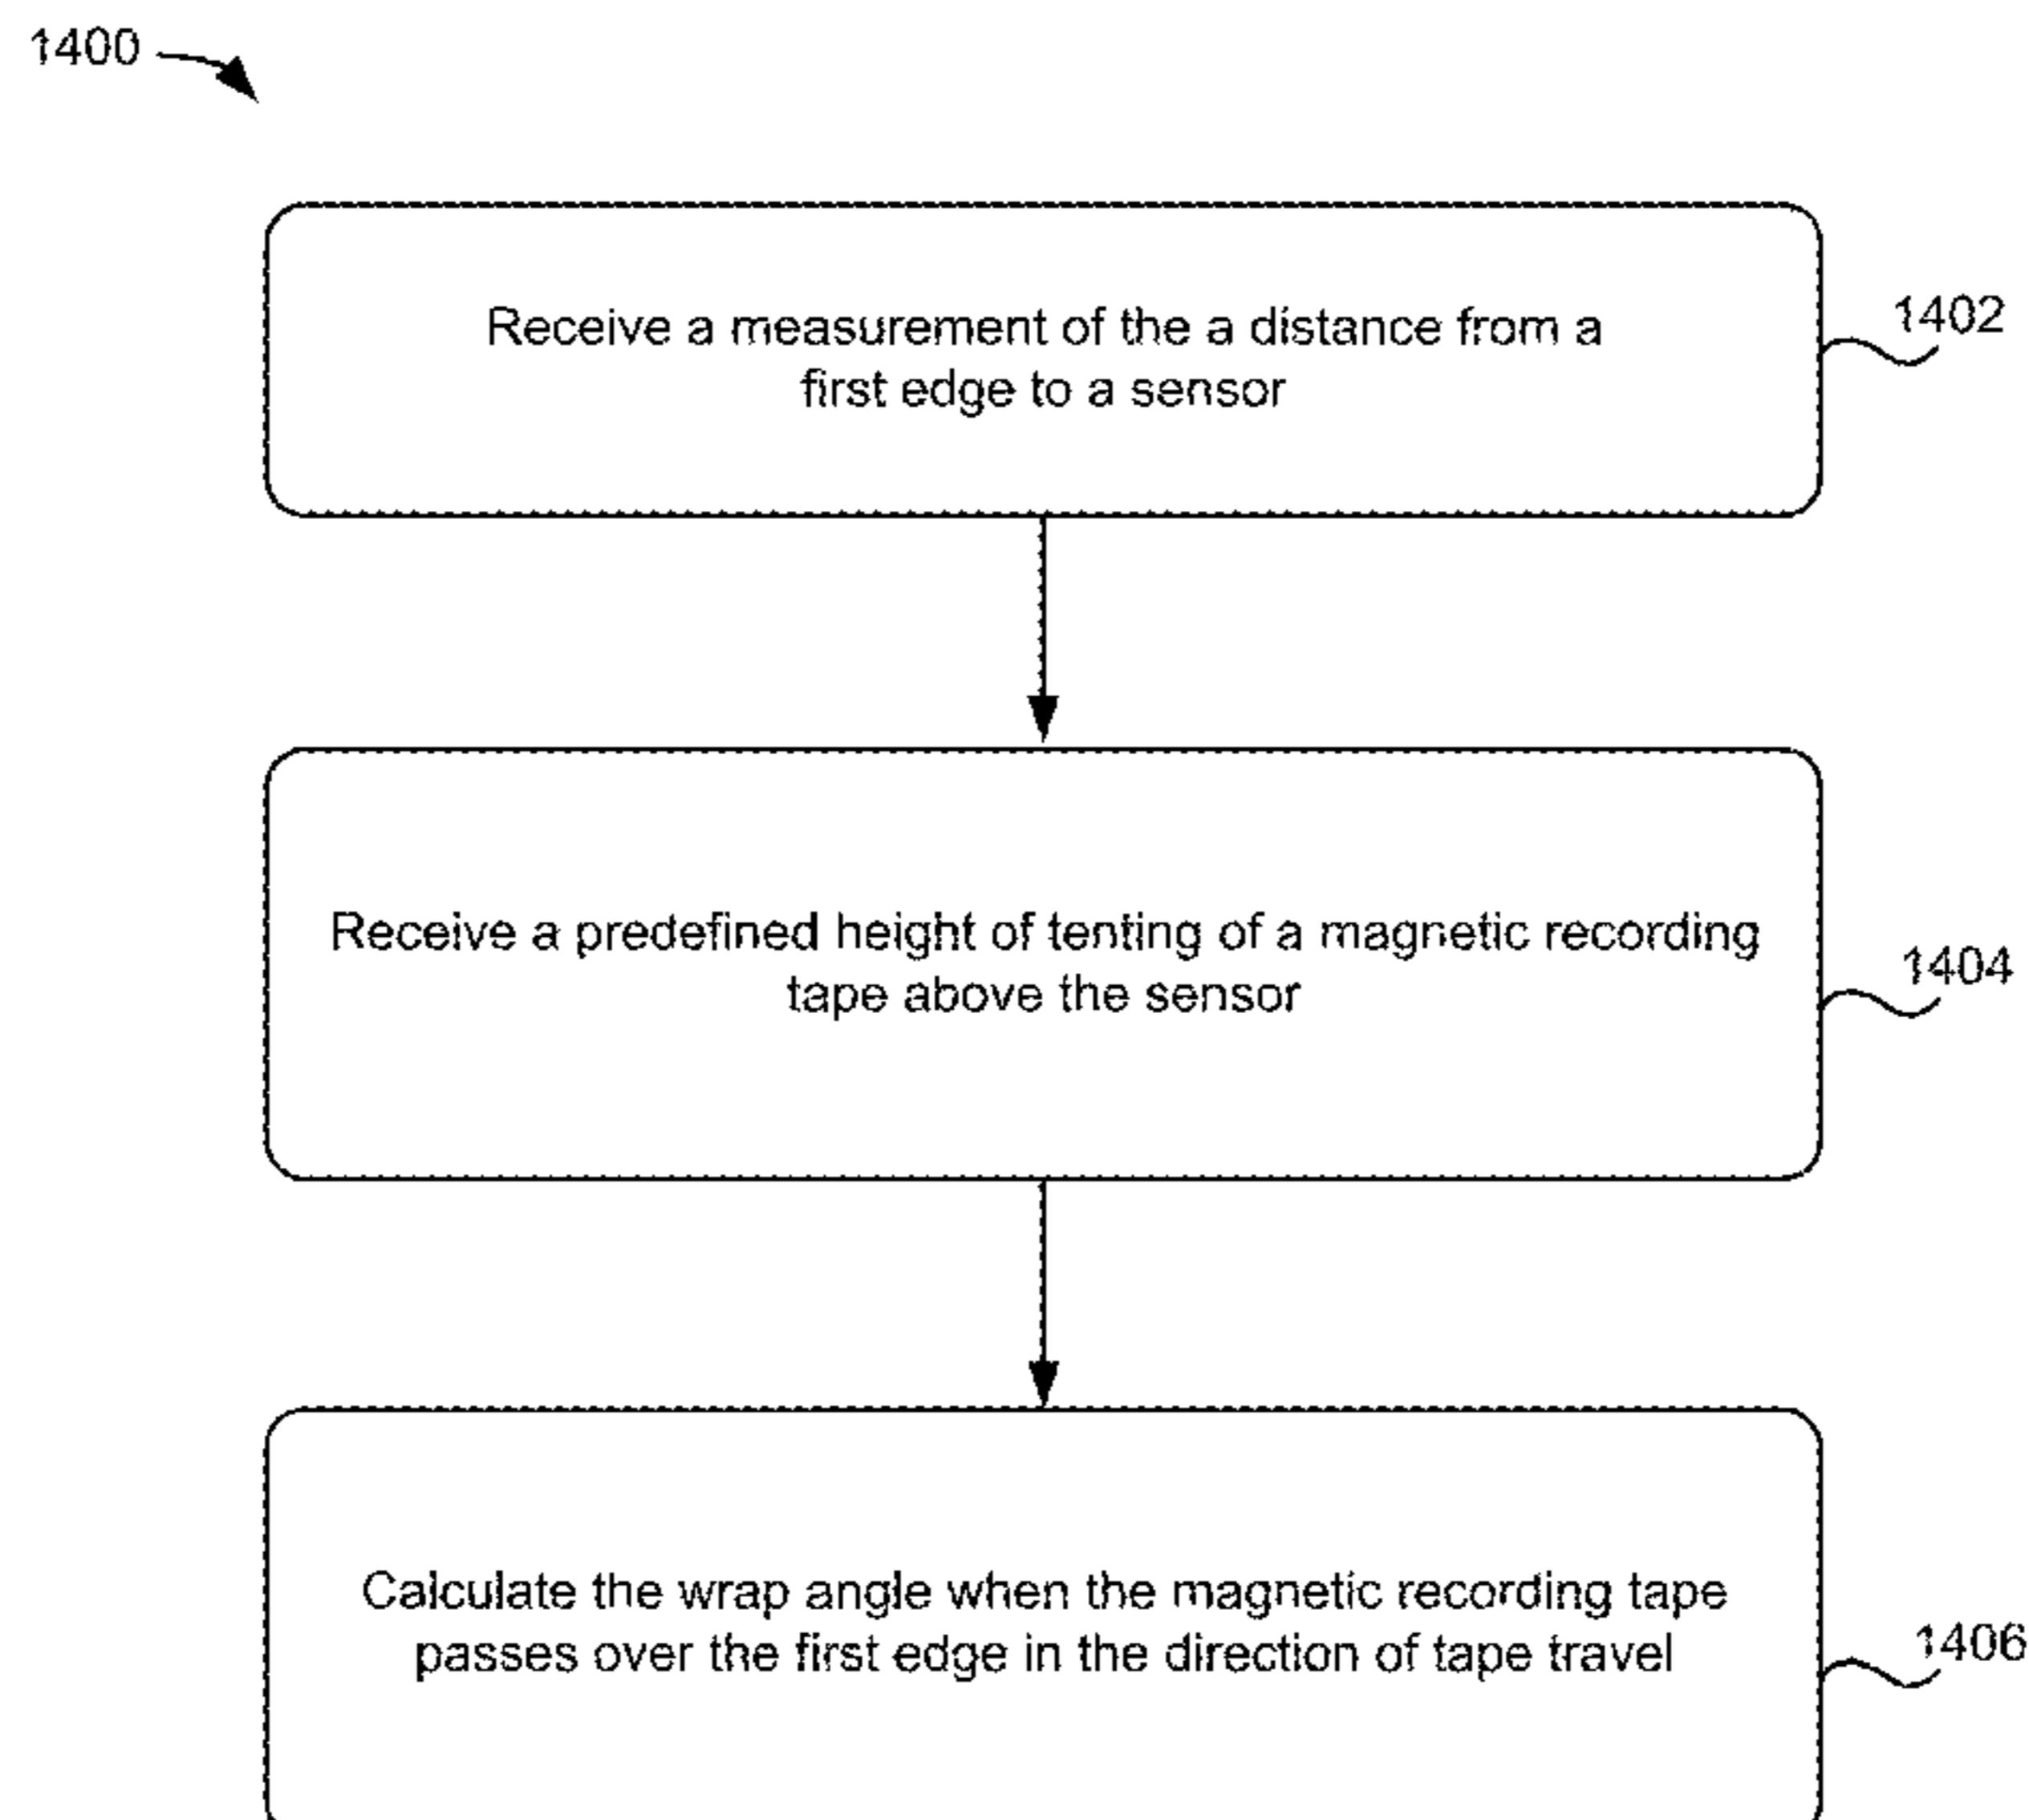 1400
Receive a measurement of the a distance from a
first edge to a sensor
1402
Receive a predefined height of tenting of a magnetic recording
tape above the sensor
1404
Calculate the wrap angle when the magnetic recording tape
passes over the first edge in the direction of tape travel
1406